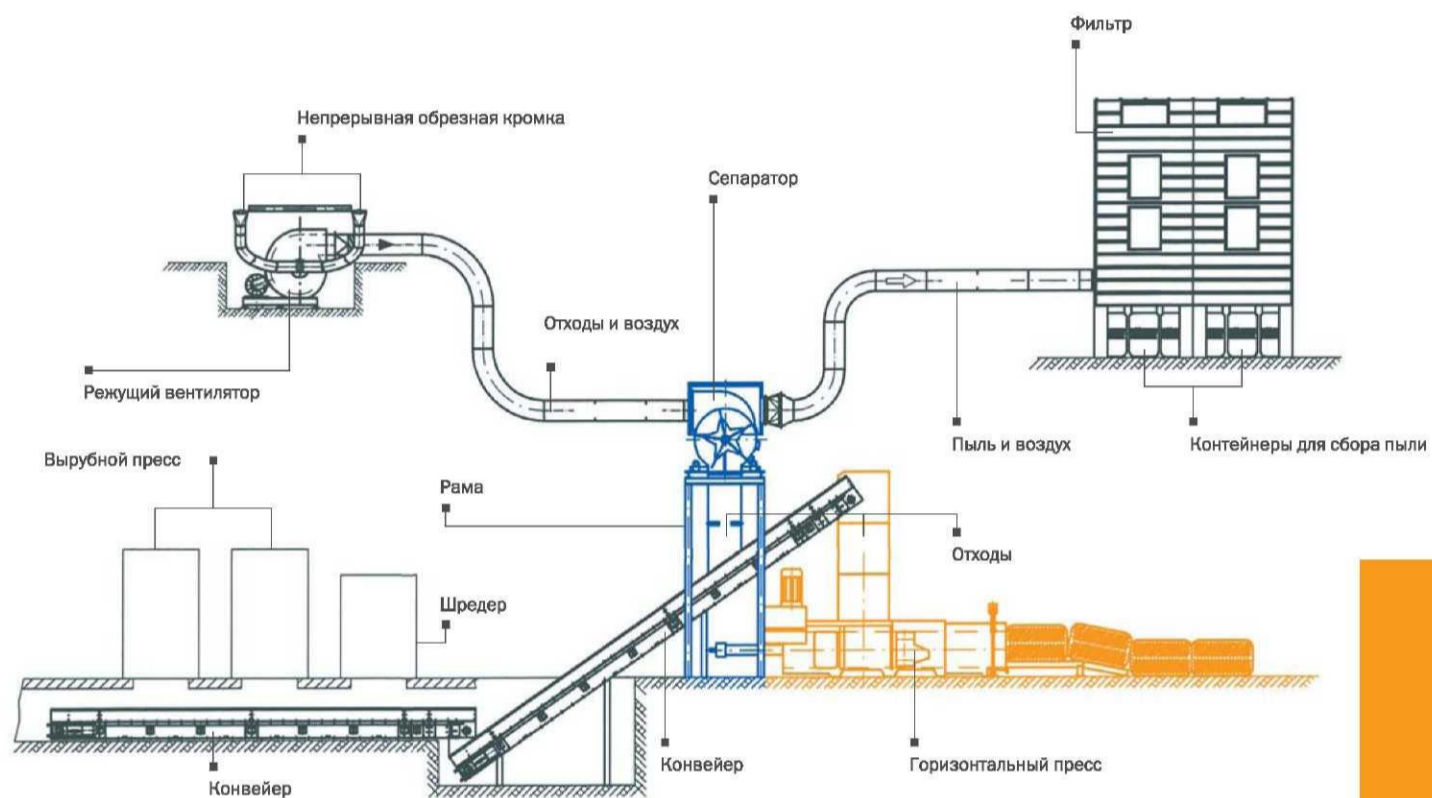 Фильтр
Непрерывная обрезная кромка
Сепаратор
Отходы и воздух
Режущий вентилятор
Пыль и воздух
Контейнеры для сбора пыли
Вырубной пресс
Рама
Отходы
Шредер
Конвейер
Горизонтальный пресс
Конвейер